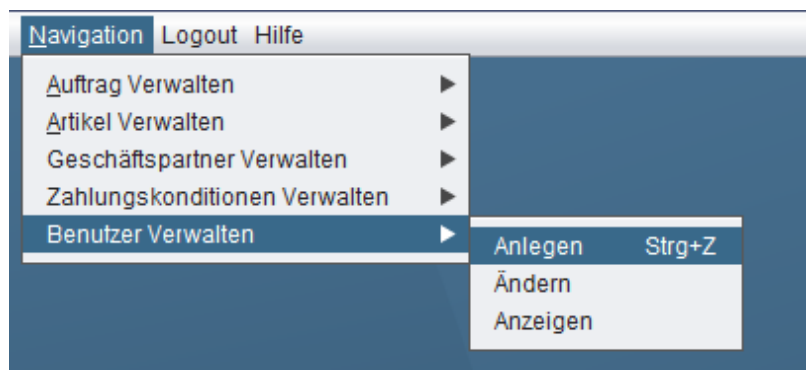 Navigation Logout Hilfe
Auftrag Verwalten
Artikel Verwalten
Geschäftspartner Verwalten
Zahlungskonditionen Verwalten
Benutzer Verwalten
Anlegen Strg+Z
Ändern
Anzeigen